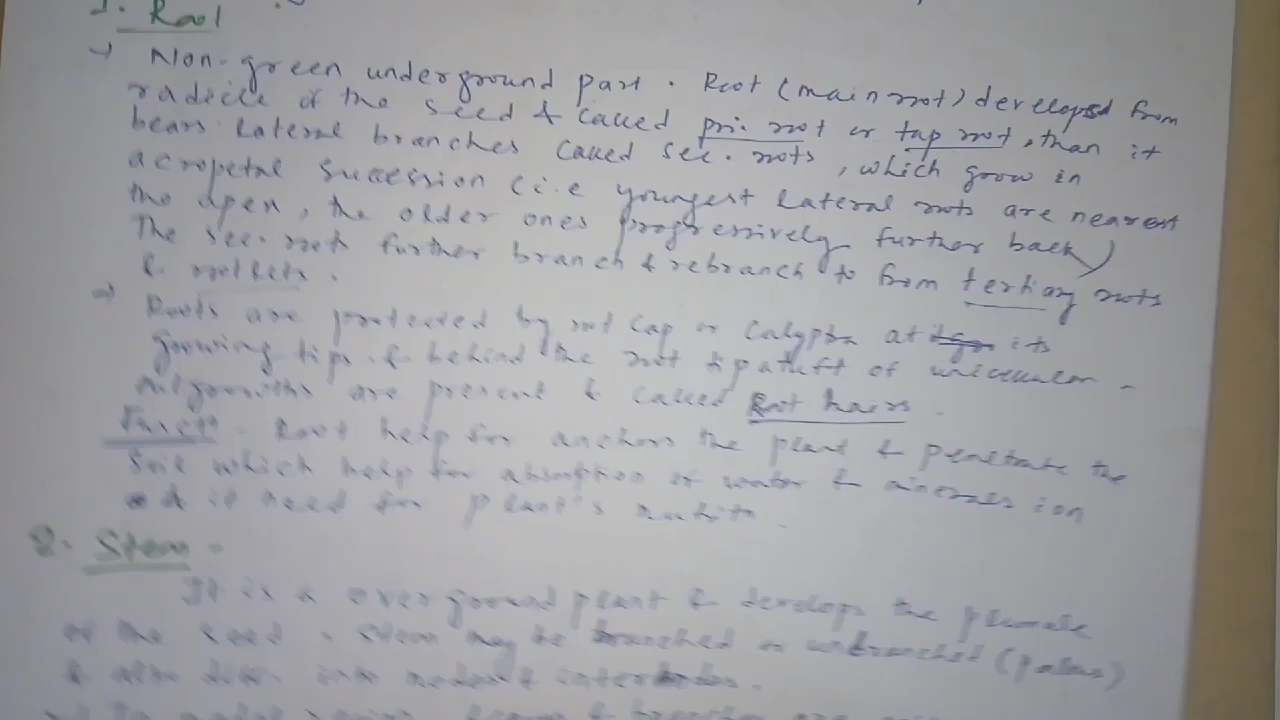 1. Root
→ Non-green underground part. Root (main root) developed from
radicle of the seed & called pri. root or tap root, than it
bears lateral branches called sec. roots, which grow in
acropetal succession (i.e youngest lateral roots are nearest
the apex, the older ones progressively further back)
The sec. roots further branch & rebranch to from tertiary roots
& rootlets.
→ Roots are protected by root cap or calyptra at its
growing tips & behind the root tip a tuft of unicellular
outgrowths are present & called Root hairs.
Funct - Root help for anchors the plant & penetrate the
soil which help for absorption of water & minerals ion
& it need for plant's
2. Stem -
It is a over ground plant & develops the plumule
of the seed. Stem may be branched or unbranched (palms)
& also into nodes &